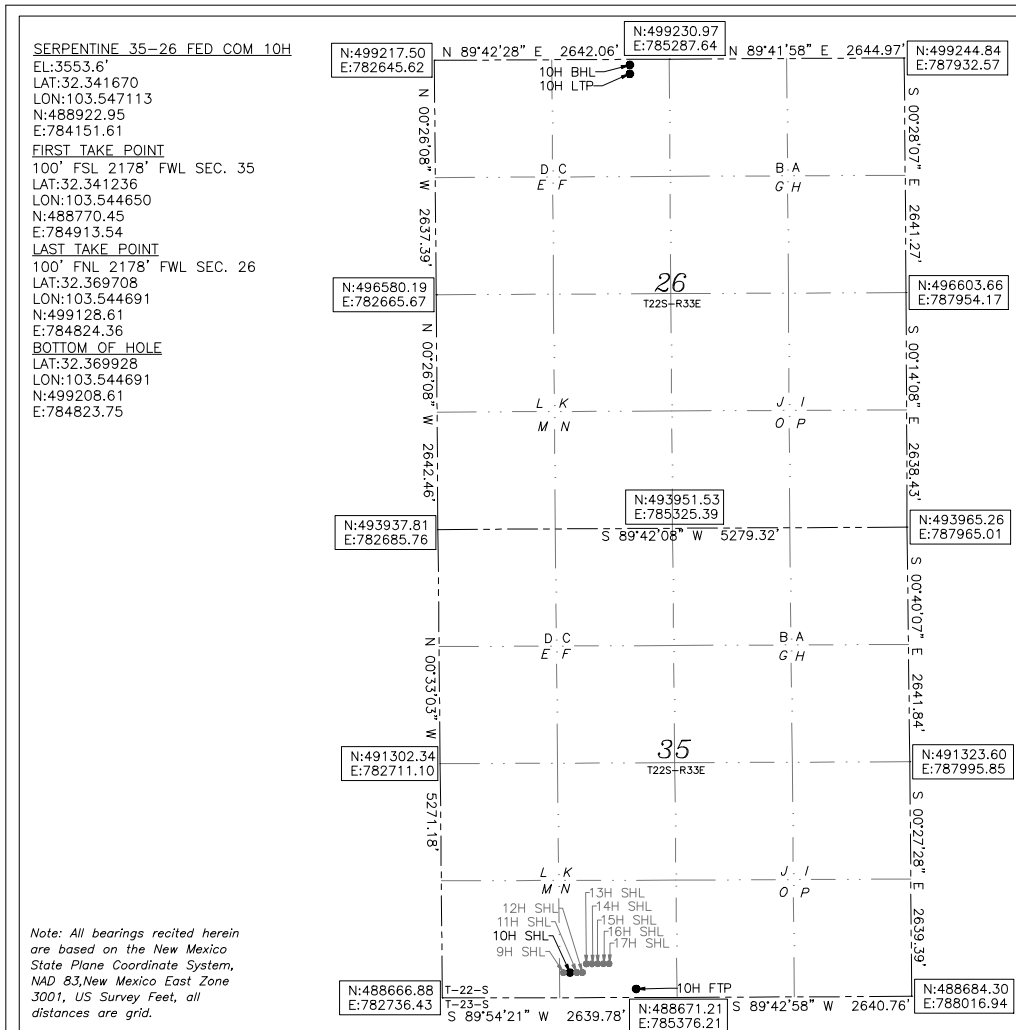 SERPENTINE 35-26 FED COM 10H
EL:3553.6'
LAT:32.341670
LON:103.547113
N:488922.95
E:784151.61
FIRST TAKE POINT
100' FSL 2178' FWL SEC. 35
LAT:32.341236
LON:103.544650
N:488770.45
E:784913.54
LAST TAKE POINT
100' FNL 2178' FWL SEC. 26
LAT:32.369708
LON:103.544691
N:499128.61
E:784824.36
BOTTOM OF HOLE
LAT:32.369928
LON:103.544691
N:499208.61
E:784823.75
N:499217.50
E:782645.62
N 89°42'28" E 2642.06'
N:499230.97
E:785287.64
N 89°41'58" E 2644.97'
N:499244.84
E:787932.57
10H BHL
10H LTP
N 00°26'08" W 2637.39'
S 00°28'07" E 2641.27'
D C
E F
B A
G H
N:496580.19
E:782665.67
26
T22S-R33E
N:496603.66
E:787954.17
N 00°26'08" W 2642.46'
S 00°14'08" E 2638.43'
L K
M N
J I
O P
N:493937.81
E:782685.76
N:493951.53
E:785325.39
S 89°42'08" W 5279.32'
N:493965.26
E:787965.01
N 00°33'03" W 5271.18'
S 00°40'07" E 2641.84'
D C
E F
B A
G H
N:491302.34
E:782711.10
35
T22S-R33E
N:491323.60
E:787995.85
S 00°27'28" E 2639.39'
L K
M N
J I
O P
13H SHL
12H SHL
14H SHL
11H SHL
15H SHL
10H SHL
16H SHL
9H SHL
17H SHL
10H FTP
N:488666.88
E:782736.43
T-22-S
T-23-S
S 89°54'21" W 2639.78'
N:488671.21
E:785376.21
S 89°42'58" W 2640.76'
N:488684.30
E:788016.94
Note: All bearings recited herein
are based on the New Mexico
State Plane Coordinate System,
NAD 83,New Mexico East Zone
3001, US Survey Feet, all
distances are grid.